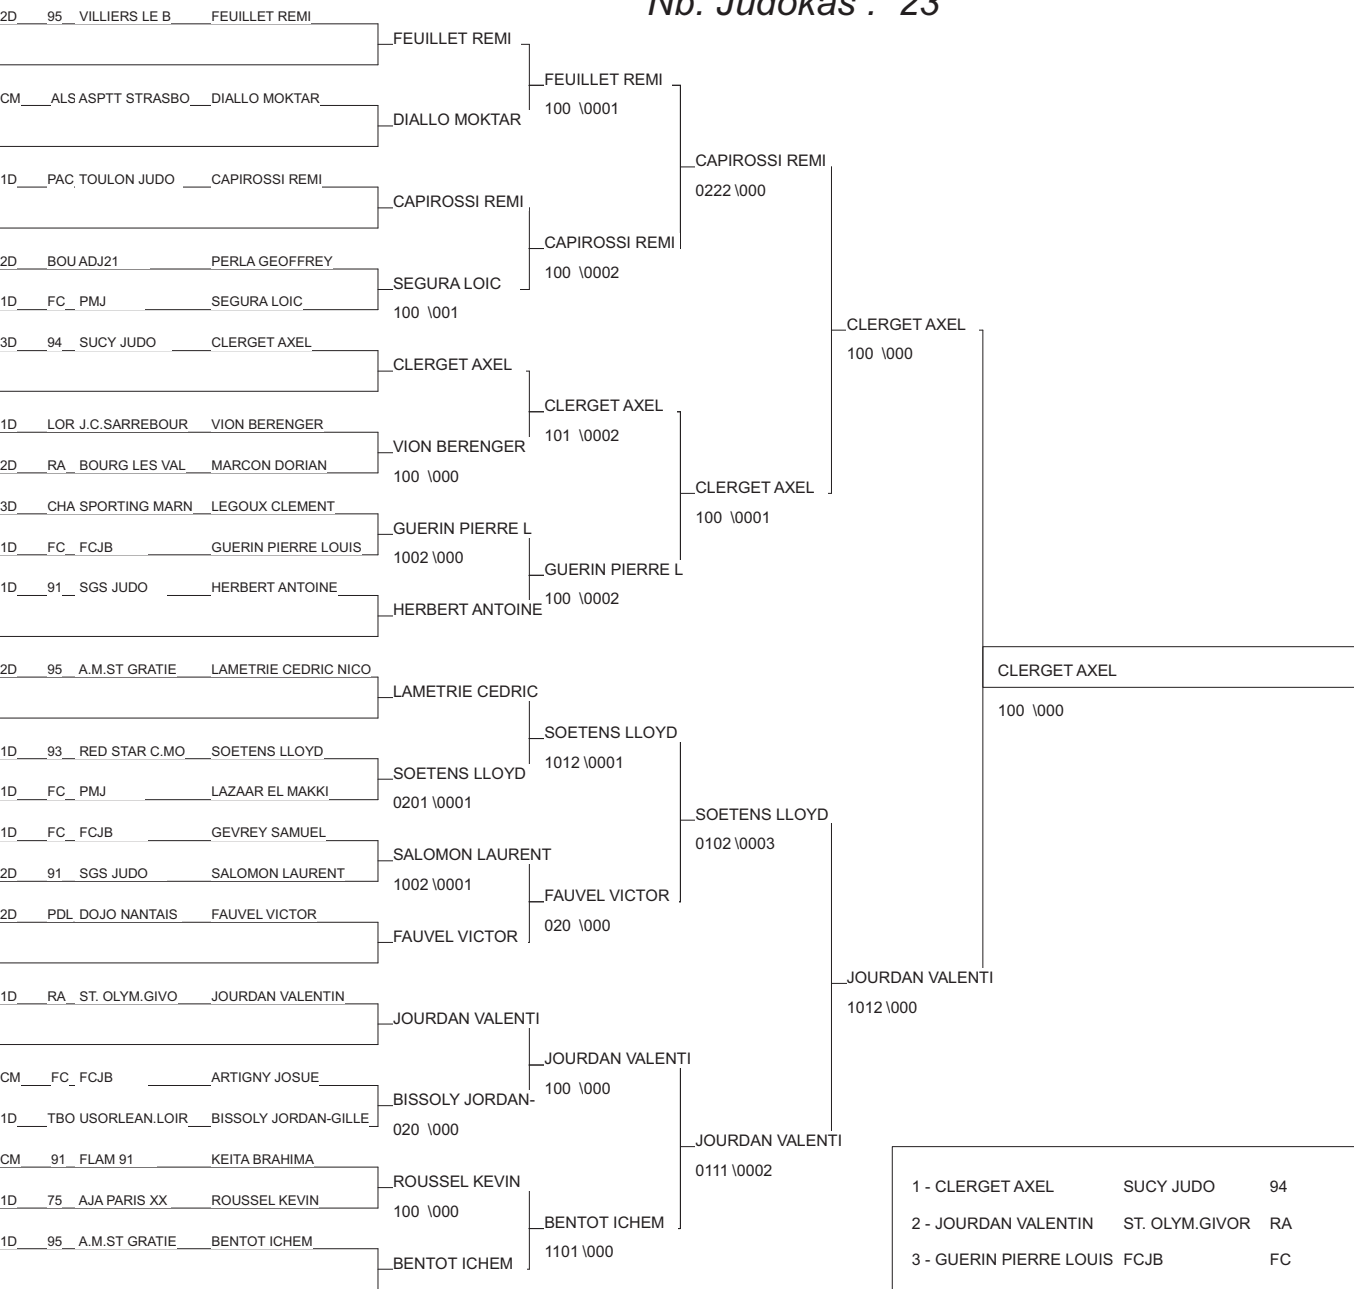 Nb. Judokas : 23
2D 95 VILLIERS LE B FEUILLET REMI
FEUILLET REMI
FEUILLET REMI
100 \0001
CM ALS ASPTT STRASBO DIALLO MOKTAR
DIALLO MOKTAR
CAPIROSSI REMI
0222 \000
1D PAC TOULON JUDO CAPIROSSI REMI
CAPIROSSI REMI
CAPIROSSI REMI
100 \0002
2D BOU ADJ21 PERLA GEOFFREY
SEGURA LOIC
100 \001
1D FC PMJ SEGURA LOIC
CLERGET AXEL
100 \000
3D 94 SUCY JUDO CLERGET AXEL
CLERGET AXEL
CLERGET AXEL
101 \0002
1D LOR J.C.SARREBOUR VION BERENGER
VION BERENGER
100 \000
2D RA BOURG LES VAL MARCON DORIAN
CLERGET AXEL
100 \0001
3D CHA SPORTING MARN LEGOUX CLEMENT
GUERIN PIERRE L
1002 \000
1D FC FCJB GUERIN PIERRE LOUIS
GUERIN PIERRE L
100 \0002
1D 91 SGS JUDO HERBERT ANTOINE
HERBERT ANTOINE
CLERGET AXEL
100 \000
2D 95 A.M.ST GRATIE LAMETRIE CEDRIC NICO
LAMETRIE CEDRIC
SOETENS LLOYD
1012 \0001
1D 93 RED STAR C.MO SOETENS LLOYD
SOETENS LLOYD
0201 \0001
1D FC PMJ LAZAAR EL MAKKI
SOETENS LLOYD
0102 \0003
1D FC FCJB GEVREY SAMUEL
SALOMON LAURENT
1002 \0001
2D 91 SGS JUDO SALOMON LAURENT
FAUVEL VICTOR
020 \000
2D PDL DOJO NANTAIS FAUVEL VICTOR
FAUVEL VICTOR
JOURDAN VALENTI
1012 \000
1D RA ST. OLYM.GIVO JOURDAN VALENTIN
JOURDAN VALENTI
JOURDAN VALENTI
100 \000
CM FC FCJB ARTIGNY JOSUE
BISSOLY JORDAN-
020 \000
1D TBO USORLEAN.LOIR BISSOLY JORDAN-GILLE
JOURDAN VALENTI
0111 \0002
CM 91 FLAM 91 KEITA BRAHIMA
ROUSSEL KEVIN
100 \000
1D 75 AJA PARIS XX ROUSSEL KEVIN
BENTOT ICHEM
1101 \000
1D 95 A.M.ST GRATIE BENTOT ICHEM
BENTOT ICHEM
1 - CLERGET AXEL SUCY JUDO 94
2 - JOURDAN VALENTIN ST. OLYM.GIVOR RA
3 - GUERIN PIERRE LOUIS FCJB FC